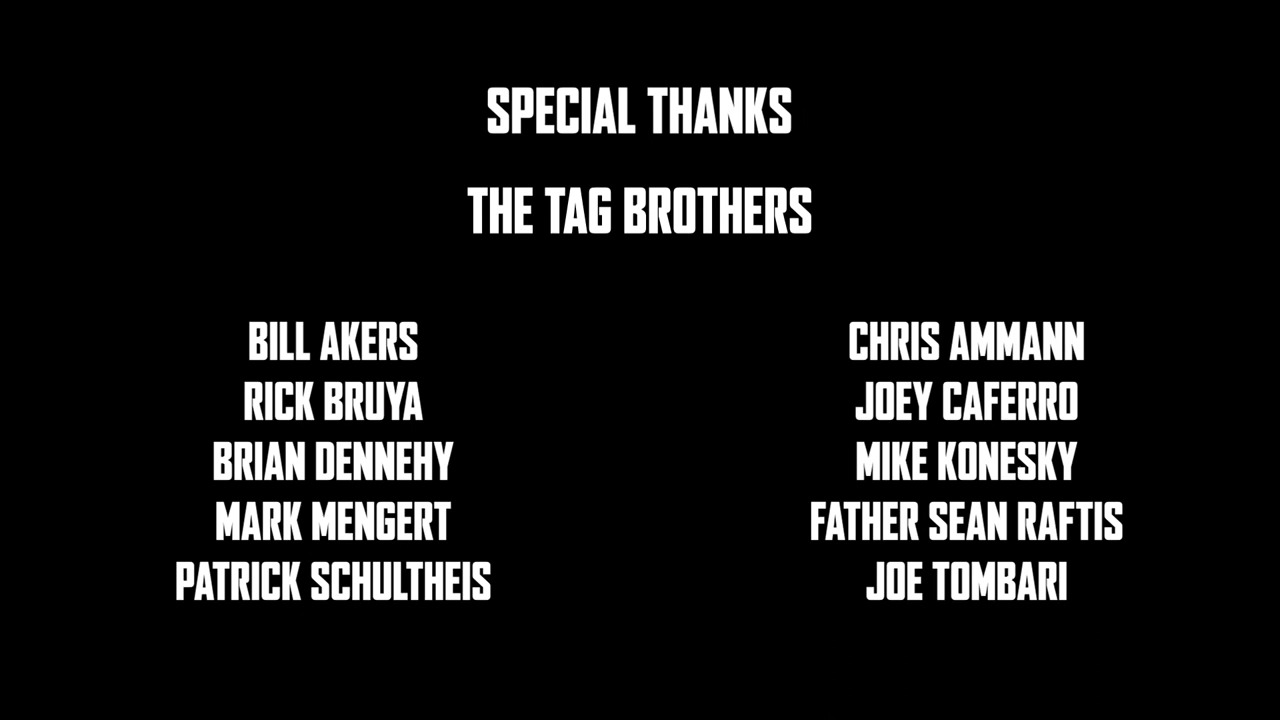 SPECIAL THANKS
THE TAG BROTHERS
BILL AKERS
RICK BRUYA
BRIAN DENNEHY
MARK MENGERT
PATRICK SCHULTHEIS
CHRIS AMMANN
JOEY CAFERRO
MIKE KONESKY
FATHER SEAN RAFTIS
JOE TOMBARI